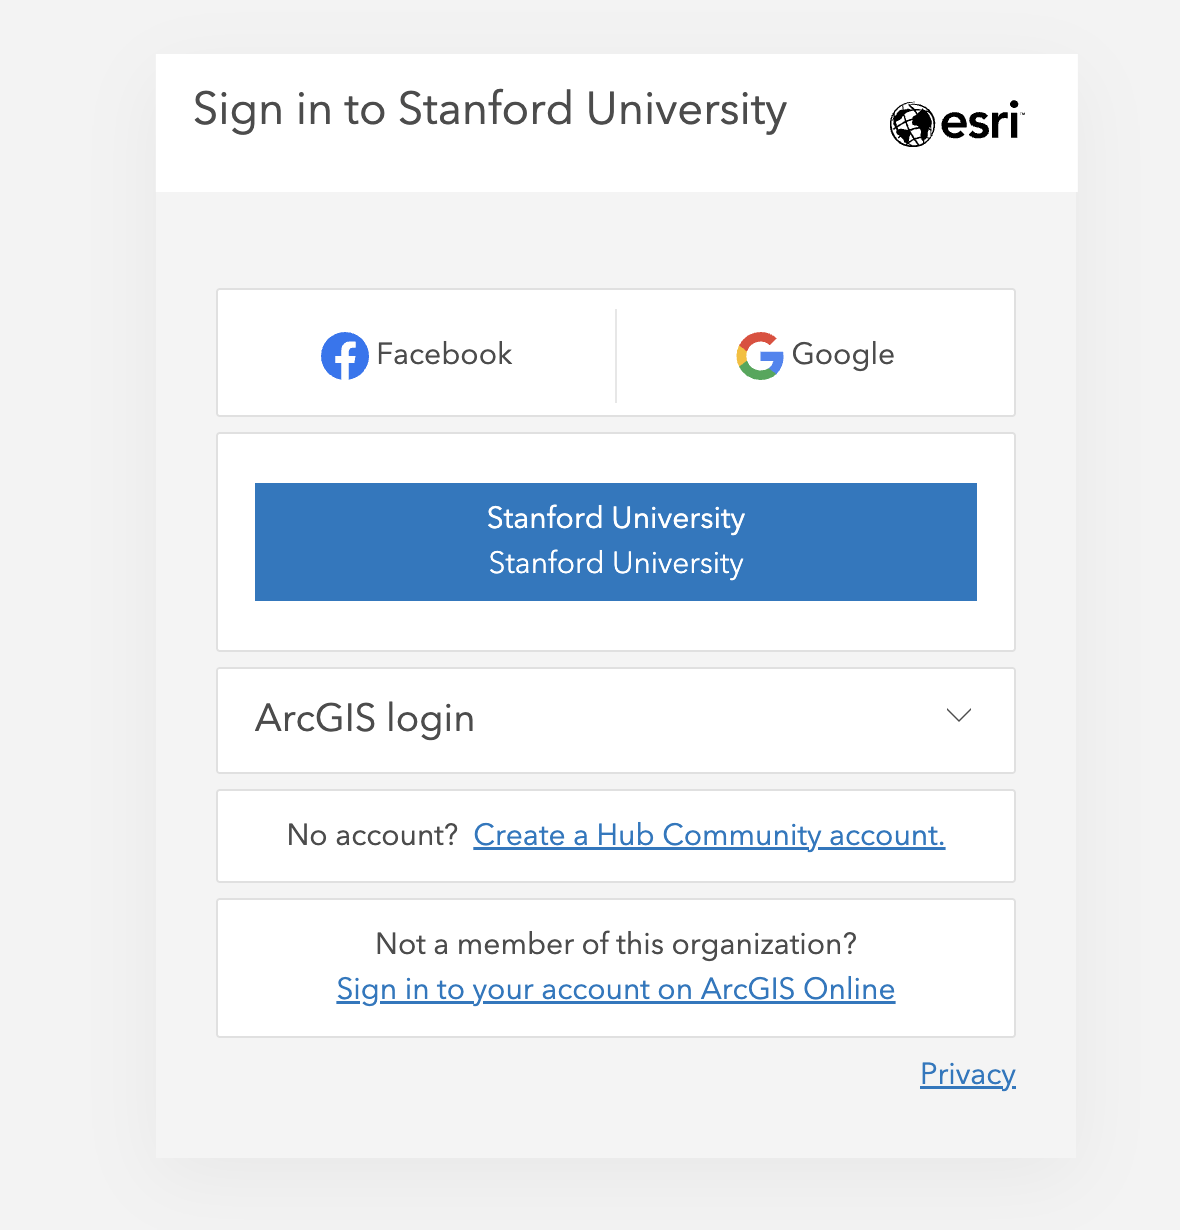 Sign in to Stanford University
esri™
Facebook
Google
Stanford University
Stanford University
ArcGIS login
No account? Create a Hub Community account.
Not a member of this organization?
Sign in to your account on ArcGIS Online
Privacy